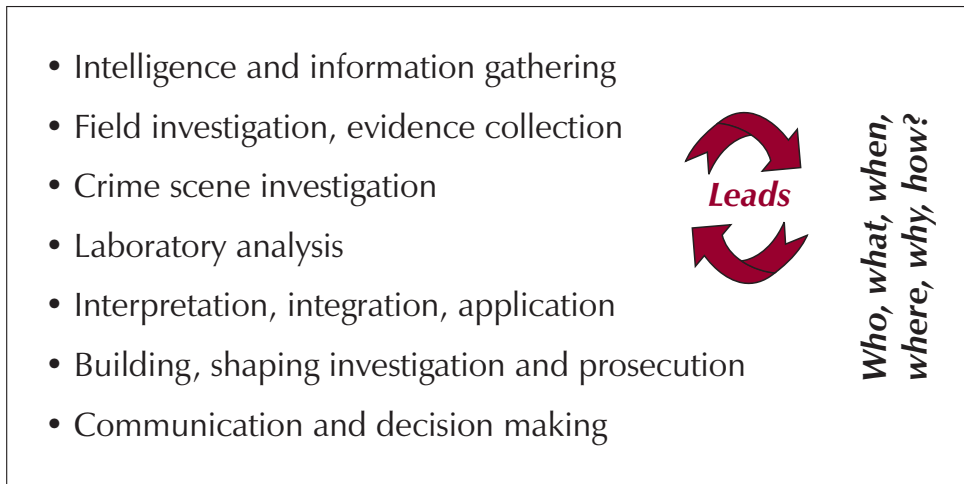 • Intelligence and information gathering
• Field investigation, evidence collection
• Crime scene investigation
• Laboratory analysis
• Interpretation, integration, application
• Building, shaping investigation and prosecution
• Communication and decision making
Leads
Who, what, when,
where, why, how?